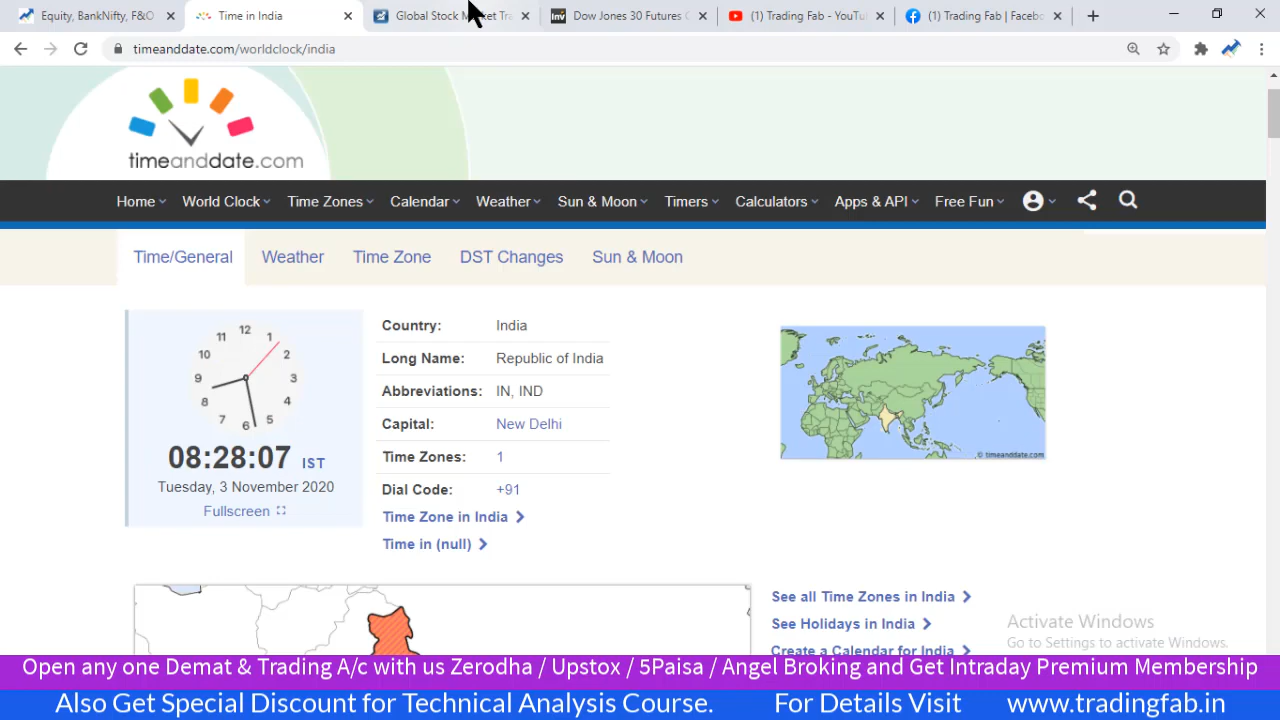 Equity, BankNifty, F&O
Time in India
Global Stock M
Dow Jones 30 Futures
(1) Trading Fab - YouTu
(1) Trading Fab | Facebo
timeanddate.com/worldclock/india
timeanddate.com
Home World Clock Time Zones Calendar Weather Sun & Moon Timers Calculators Apps & API Free Fun
Time/General Weather Time Zone DST Changes Sun & Moon
12
1
2
3
5
6
7
8
9
10
11
08:28:07 IST
Tuesday, 3 November 2020
Fullscreen
Country: India
Long Name: Republic of India
Abbreviations: IN, IND
Capital: New Delhi
Time Zones: 1
Dial Code: +91
Time Zone in India
Time in (null)
© timeanddate.com
See all Time Zones in India
See Holidays in India
Create a Calendar for India
Activate Windows
Go to Settings to activate Windows.
Open any one Demat & Trading A/c with us Zerodha / Upstox / 5Paisa / Angel Broking and Get Intraday Premium Membership
Also Get Special Discount for Technical Analysis Course. For Details Visit www.tradingfab.in